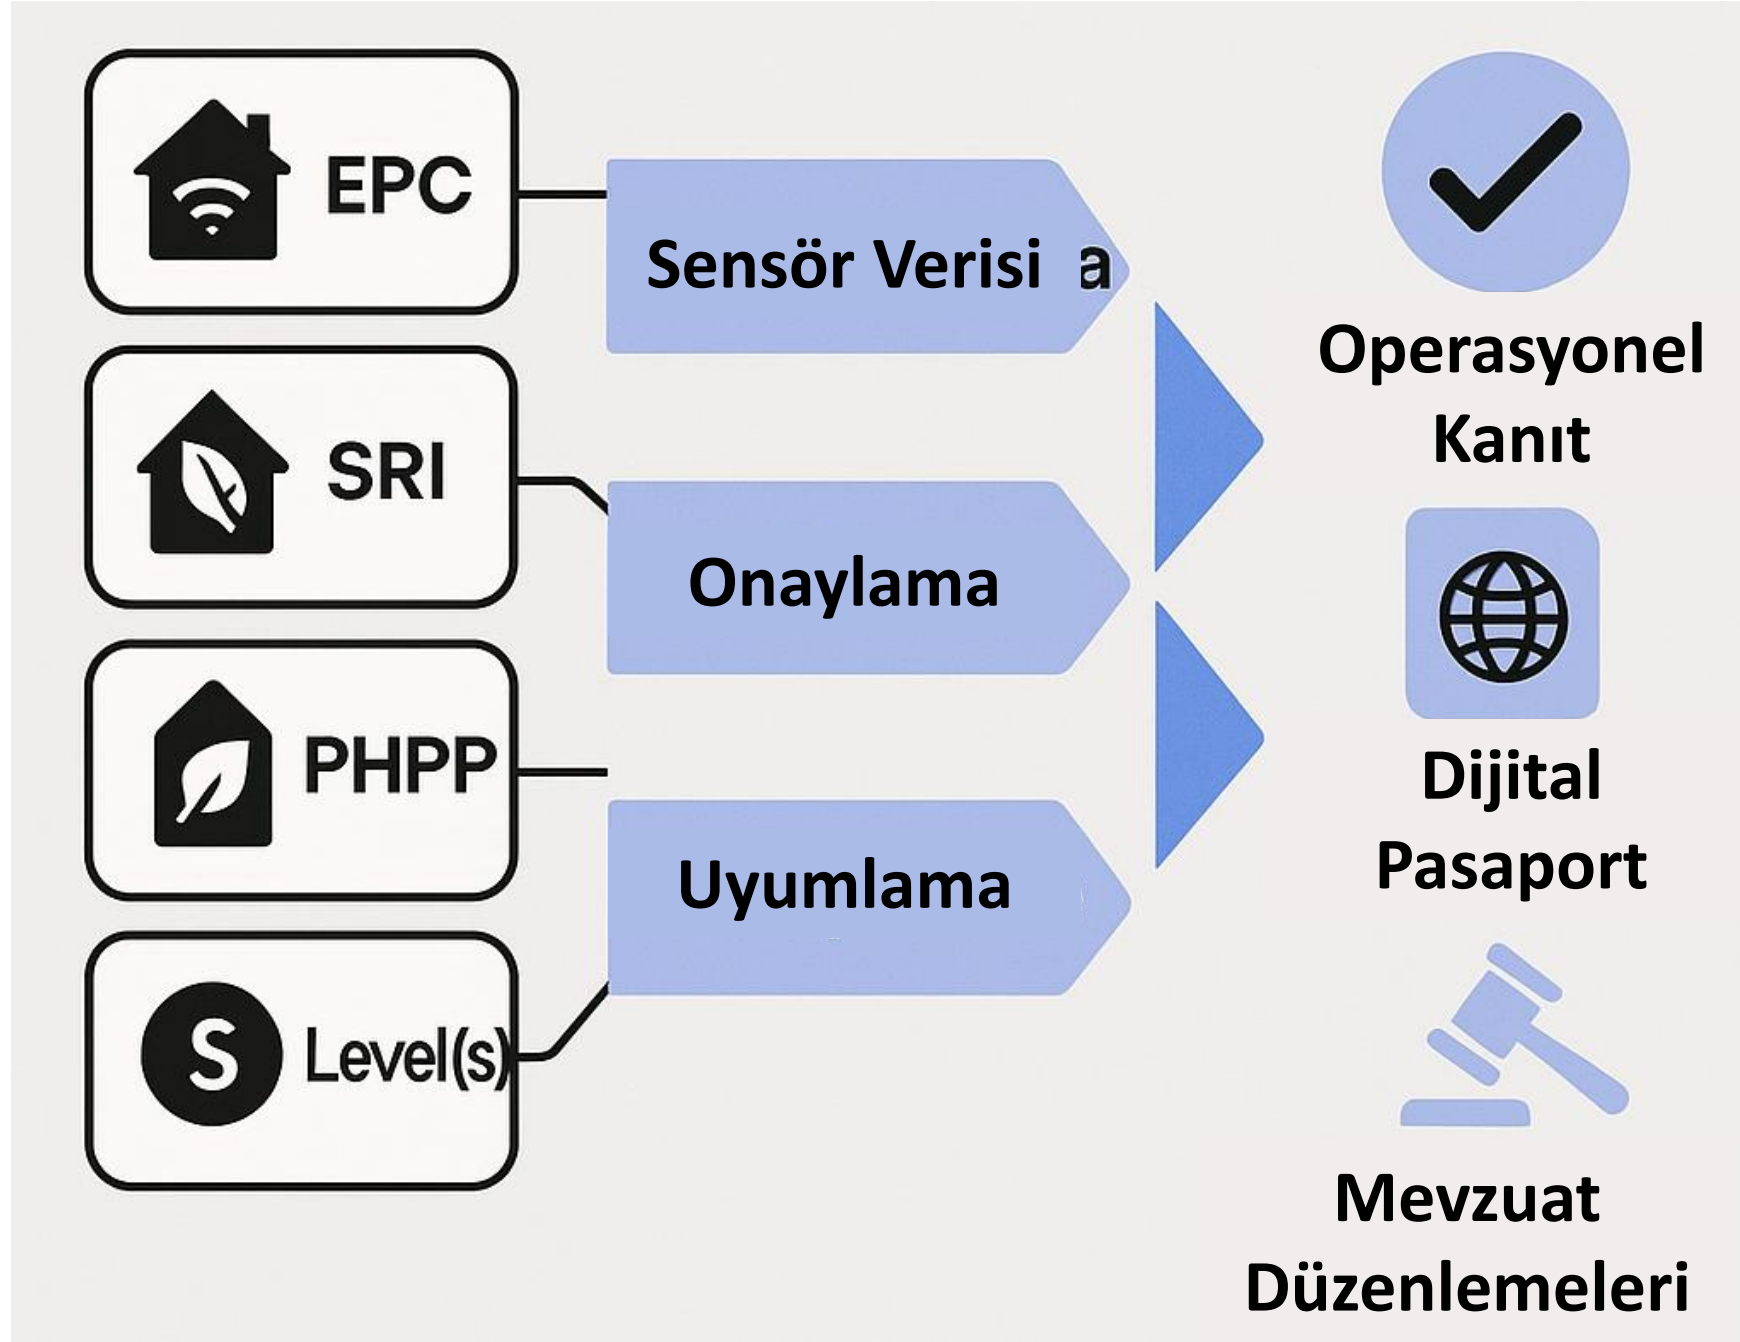 EPC
SRI
PHPP
S Level(s)
Sensör Verisi a
Onaylama
Uyumlama
Operasyonel
Kanıt
Dijital
Pasaport
Mevzuat
Düzenlemeleri